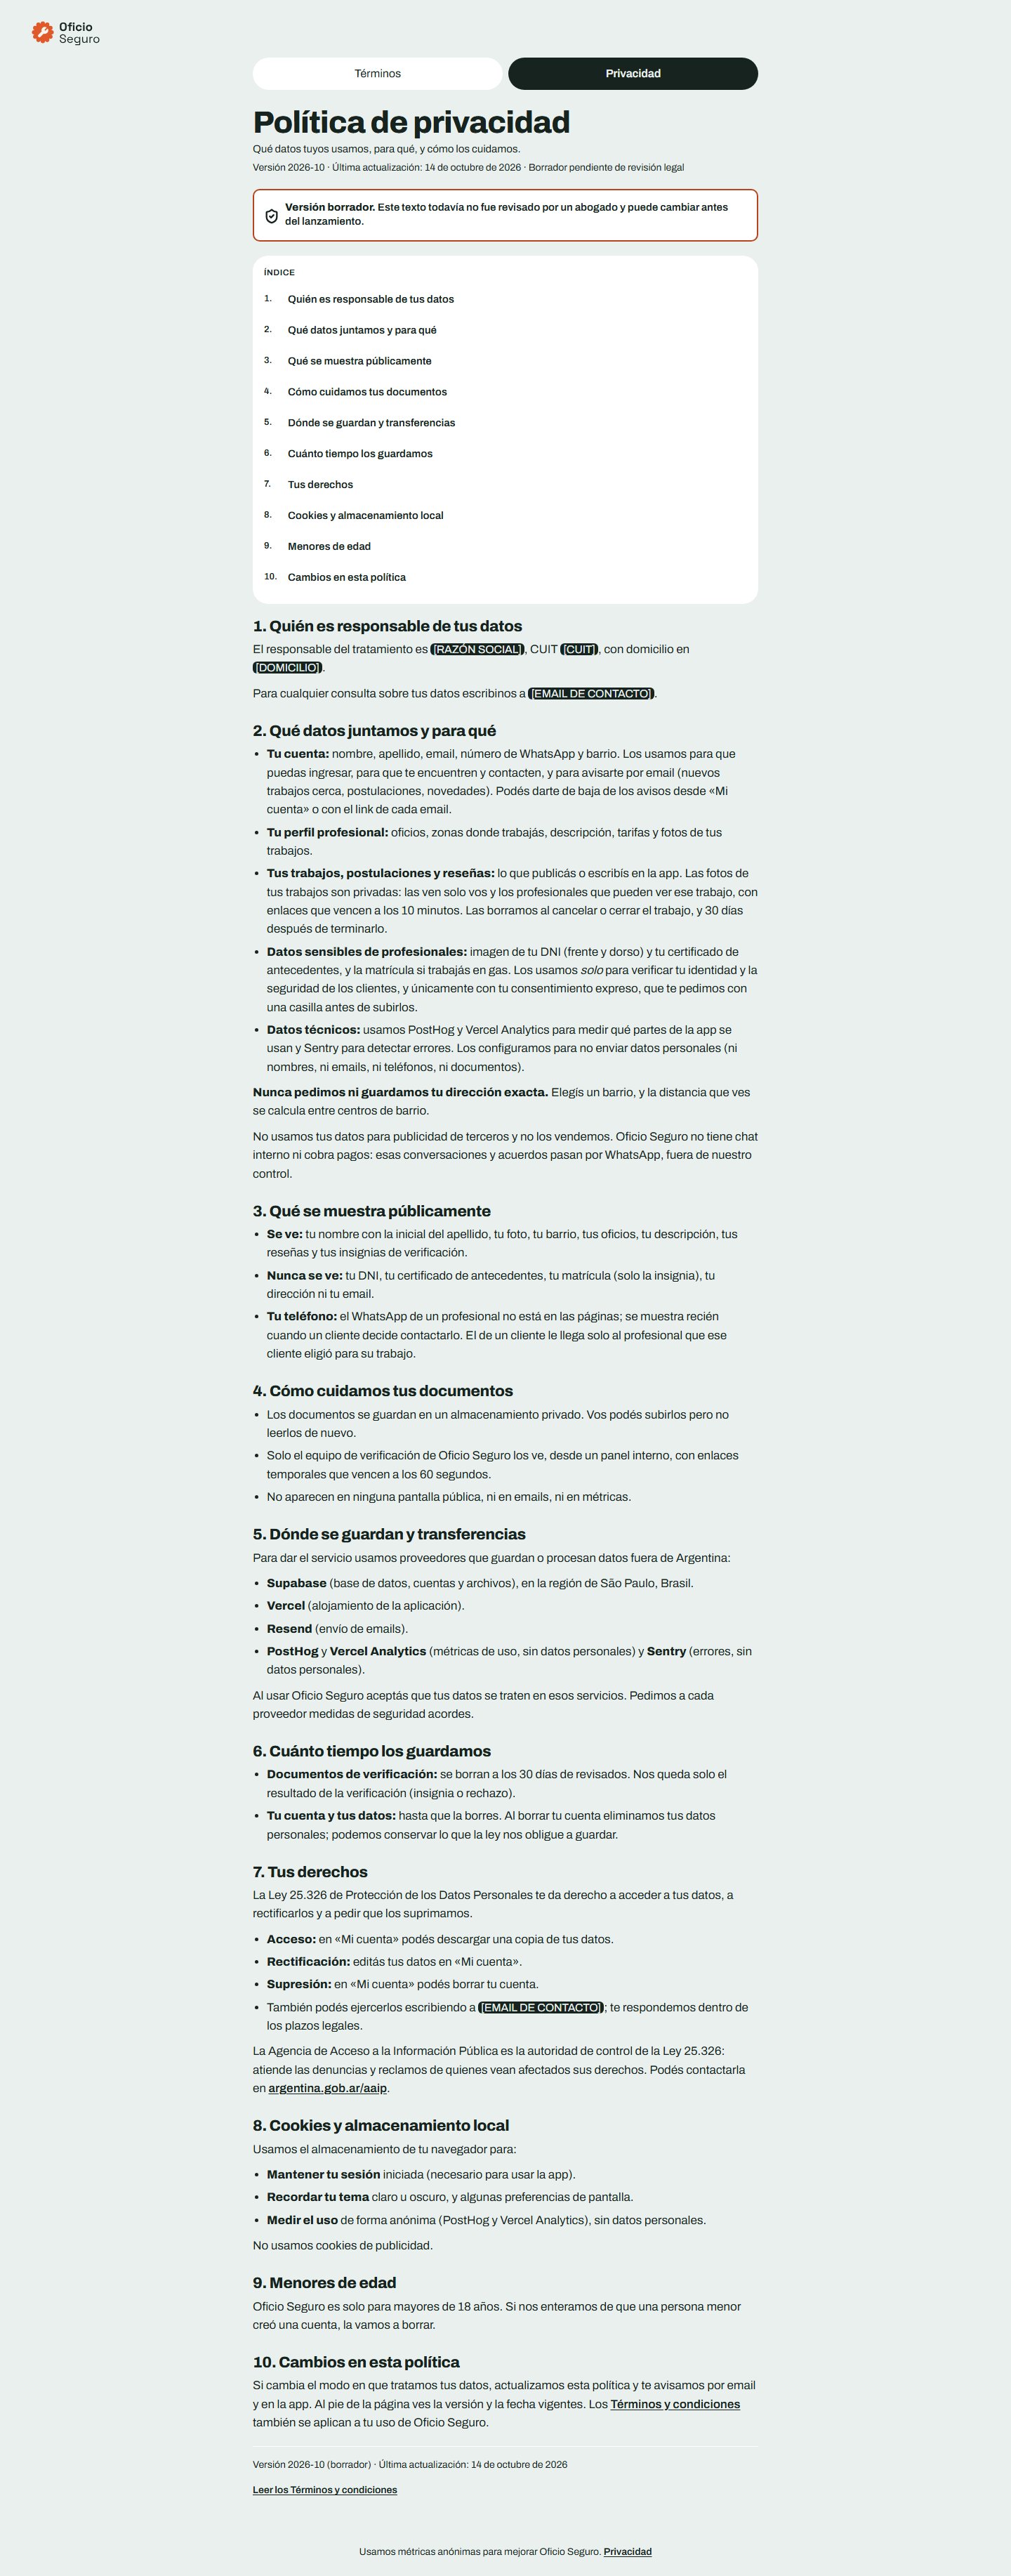 Oficio
Seguro
Términos
Privacidad
Política de privacidad
Qué datos tuyos usamos, para qué, y cómo los cuidamos.
Versión 2026-10 · Última actualización: 14 de octubre de 2026 · Borrador pendiente de revisión legal
Versión borrador. Este texto todavía no fue revisado por un abogado y puede cambiar antes
del lanzamiento.
ÍNDICE
1. Quién es responsable de tus datos
2. Qué datos juntamos y para qué
3. Qué se muestra públicamente
4. Cómo cuidamos tus documentos
5. Dónde se guardan y transferencias
6. Cuánto tiempo los guardamos
7. Tus derechos
8. Cookies y almacenamiento local
9. Menores de edad
10. Cambios en esta política
1. Quién es responsable de tus datos
El responsable del tratamiento es [RAZÓN SOCIAL], CUIT [CUIT], con domicilio en
[DOMICILIO].
Para cualquier consulta sobre tus datos escribinos a [EMAIL DE CONTACTO].
2. Qué datos juntamos y para qué
• Tu cuenta: nombre, apellido, email, número de WhatsApp y barrio. Los usamos para que
puedas ingresar, para que te encuentren y contacten, y para avisarte por email (nuevos
trabajos cerca, postulaciones, novedades). Podés darte de baja de los avisos desde «Mi
cuenta» o con el link de cada email.
• Tu perfil profesional: oficios, zonas donde trabajás, descripción, tarifas y fotos de tus
trabajos.
• Tus trabajos, postulaciones y reseñas: lo que publicás o escribís en la app. Las fotos de
tus trabajos son privadas: las ven solo vos y los profesionales que pueden ver ese trabajo, con
enlaces que vencen a los 10 minutos. Las borramos al cancelar o cerrar el trabajo, y 30 días
después de terminarlo.
• Datos sensibles de profesionales: imagen de tu DNI (frente y dorso) y tu certificado de
antecedentes, y la matrícula si trabajás en gas. Los usamos solo para verificar tu identidad y la
seguridad de los clientes, y únicamente con tu consentimiento expreso, que te pedimos con
una casilla antes de subirlos.
• Datos técnicos: usamos PostHog y Vercel Analytics para medir qué partes de la app se
usan y Sentry para detectar errores. Los configuramos para no enviar datos personales (ni
nombres, ni emails, ni teléfonos, ni documentos).
Nunca pedimos ni guardamos tu dirección exacta. Elegís un barrio, y la distancia que ves
se calcula entre centros de barrio.
No usamos tus datos para publicidad de terceros y no los vendemos. Oficio Seguro no tiene chat
interno ni cobra pagos: esas conversaciones y acuerdos pasan por WhatsApp, fuera de nuestro
control.
3. Qué se muestra públicamente
• Se ve: tu nombre con la inicial del apellido, tu foto, tu barrio, tus oficios, tu descripción, tus
reseñas y tus insignias de verificación.
• Nunca se ve: tu DNI, tu certificado de antecedentes, tu matrícula (solo la insignia), tu
dirección ni tu email.
• Tu teléfono: el WhatsApp de un profesional no está en las páginas; se muestra recién
cuando un cliente decide contactarlo. El de un cliente le llega solo al profesional que ese
cliente eligió para su trabajo.
4. Cómo cuidamos tus documentos
• Los documentos se guardan en un almacenamiento privado. Vos podés subirlos pero no
leerlos de nuevo.
• Solo el equipo de verificación de Oficio Seguro los ve, desde un panel interno, con enlaces
temporales que vencen a los 60 segundos.
• No aparecen en ninguna pantalla pública, ni en emails, ni en métricas.
5. Dónde se guardan y transferencias
Para dar el servicio usamos proveedores que guardan o procesan datos fuera de Argentina:
• Supabase (base de datos, cuentas y archivos), en la región de São Paulo, Brasil.
• Vercel (alojamiento de la aplicación).
• Resend (envío de emails).
• PostHog y Vercel Analytics (métricas de uso, sin datos personales) y Sentry (errores, sin
datos personales).
Al usar Oficio Seguro aceptás que tus datos se traten en esos servicios. Pedimos a cada
proveedor medidas de seguridad acordes.
6. Cuánto tiempo los guardamos
• Documentos de verificación: se borran a los 30 días de revisados. Nos queda solo el
resultado de la verificación (insignia o rechazo).
• Tu cuenta y tus datos: hasta que la borres. Al borrar tu cuenta eliminamos tus datos
personales; podemos conservar lo que la ley nos obligue a guardar.
7. Tus derechos
La Ley 25.326 de Protección de los Datos Personales te da derecho a acceder a tus datos, a
rectificarlos y a pedir que los suprimamos.
• Acceso: en «Mi cuenta» podés descargar una copia de tus datos.
• Rectificación: editás tus datos en «Mi cuenta».
• Supresión: en «Mi cuenta» podés borrar tu cuenta.
• También podés ejercerlos escribiendo a [EMAIL DE CONTACTO]; te respondemos dentro de
los plazos legales.
La Agencia de Acceso a la Información Pública es la autoridad de control de la Ley 25.326:
atiende las denuncias y reclamos de quienes vean afectados sus derechos. Podés contactarla
en argentina.gob.ar/aaip.
8. Cookies y almacenamiento local
Usamos el almacenamiento de tu navegador para:
• Mantener tu sesión iniciada (necesario para usar la app).
• Recordar tu tema claro u oscuro, y algunas preferencias de pantalla.
• Medir el uso de forma anónima (PostHog y Vercel Analytics), sin datos personales.
No usamos cookies de publicidad.
9. Menores de edad
Oficio Seguro es solo para mayores de 18 años. Si nos enteramos de que una persona menor
creó una cuenta, la vamos a borrar.
10. Cambios en esta política
Si cambia el modo en que tratamos tus datos, actualizamos esta política y te avisamos por email
y en la app. Al pie de la página ves la versión y la fecha vigentes. Los Términos y condiciones
también se aplican a tu uso de Oficio Seguro.
Versión 2026-10 (borrador) · Última actualización: 14 de octubre de 2026
Leer los Términos y condiciones
Usamos métricas anónimas para mejorar Oficio Seguro. Privacidad